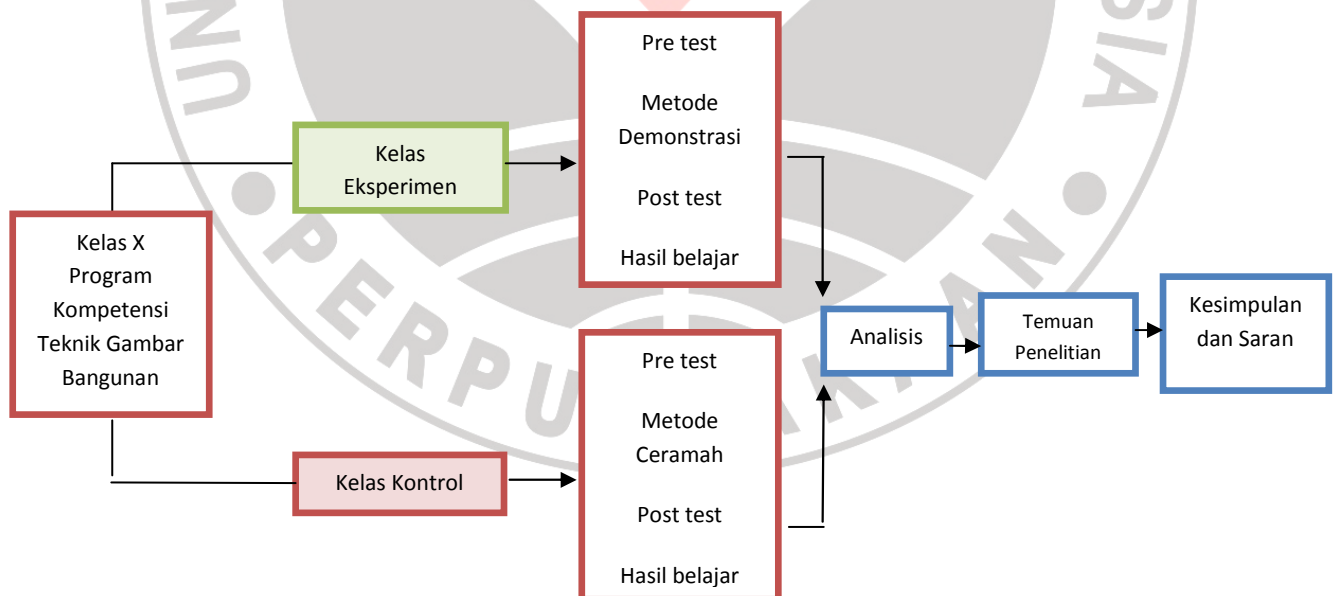 Kelas X
Program
Kompetensi
Teknik Gambar
Bangunan
Kelas
Eksperimen
Kelas Kontrol
Pre test
Metode
Demonstrasi
Post test
Hasil belajar
Pre test
Metode
Ceramah
Post test
Hasil belajar
Analisis
Temuan
Penelitian
Kesimpulan
dan Saran